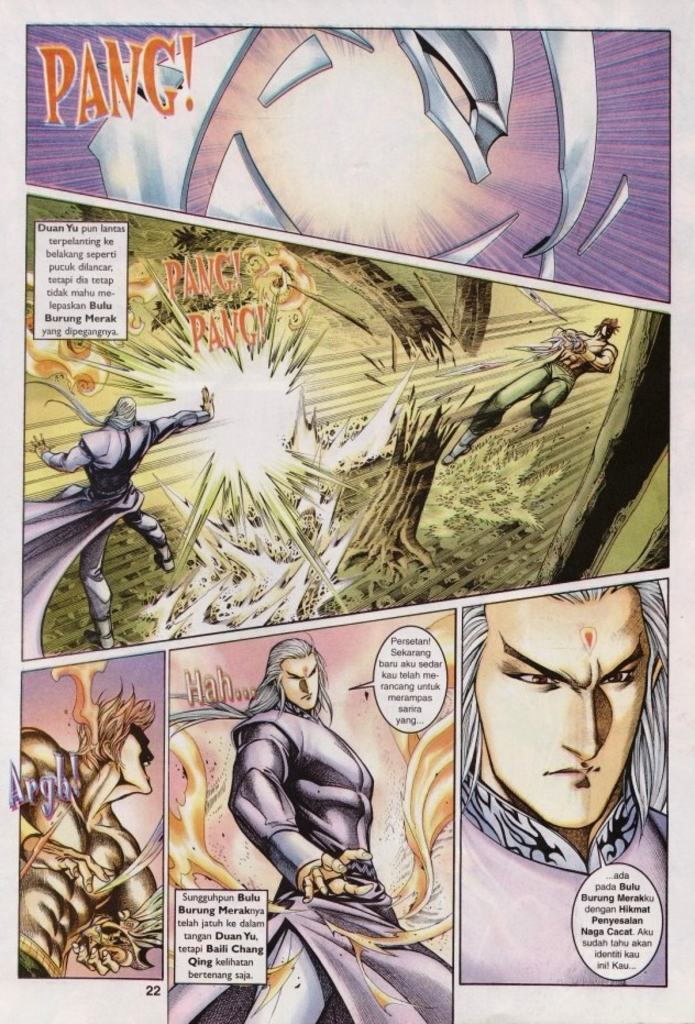 PANG!
Duan Yu pun lantas
terpelanting ke
belakang seperti
pucuk dilancar,
tetapi dia tetap
tidak mahu me-
lepaskan Bulu
Burung Merak
yang dipegangnya.
PANG!
PANG!
Argh!
Hah...
Persetan!
Sekarang
baru aku sedar
kau telah me-
rancang untuk
merampas
sarira
yang...
Sungguhpun Bulu
Burung Meraknya
telah jatuh ke dalam
tangan Duan Yu,
tetapi Baili Chang
Qing kelihatan
bertenang saja.
...ada
pada Bulu
Burung Merakku
dengan Hikmat
Penyesalan
Naga Cacat. Aku
sudah tahu akan
identiti kau
ini! Kau...
22